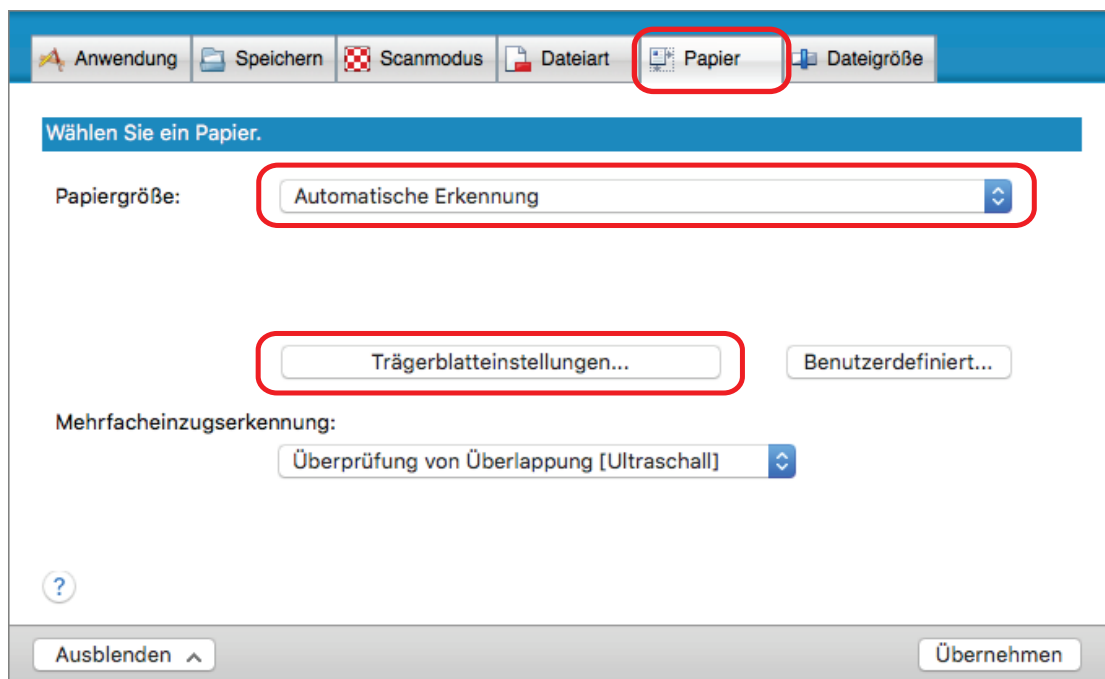 Anwendung Speichern Scanmodus Dateiart Papier Dateigröße
Wählen Sie ein Papier.
Papiergröße: Automatische Erkennung
Trägerblatteinstellungen... Benutzerdefiniert...
Mehrfacheinzugserkennung:
Überprüfung von Überlappung [Ultraschall]
?
Ausblenden Übernehmen